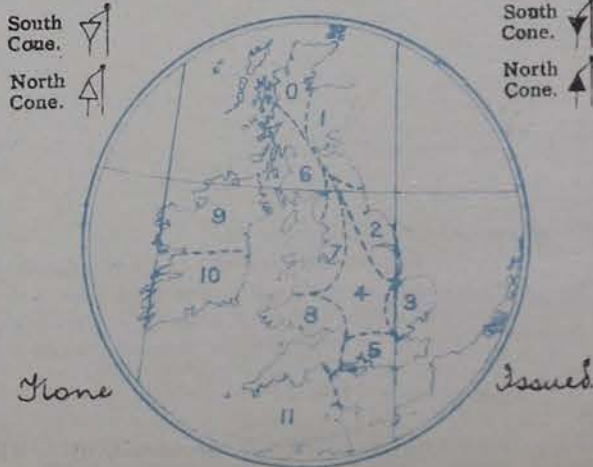 South
Cone.
North
Cone.
South
Cone.
North
Cone.
0
1
6
9
2
7
10
4
3
8
5
None
Issued.
11